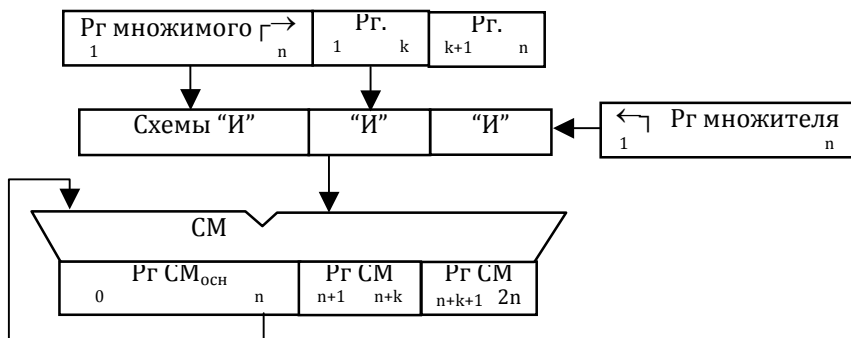 Рг множимого Рг. Рг.
1 n 1 k k+1 n
Схемы “И” “И” “И” Рг множителя
1 n
СМ
Рг СМосн Рг СМ Рг СМ
0 n n+1 n+k n+k+1 2n